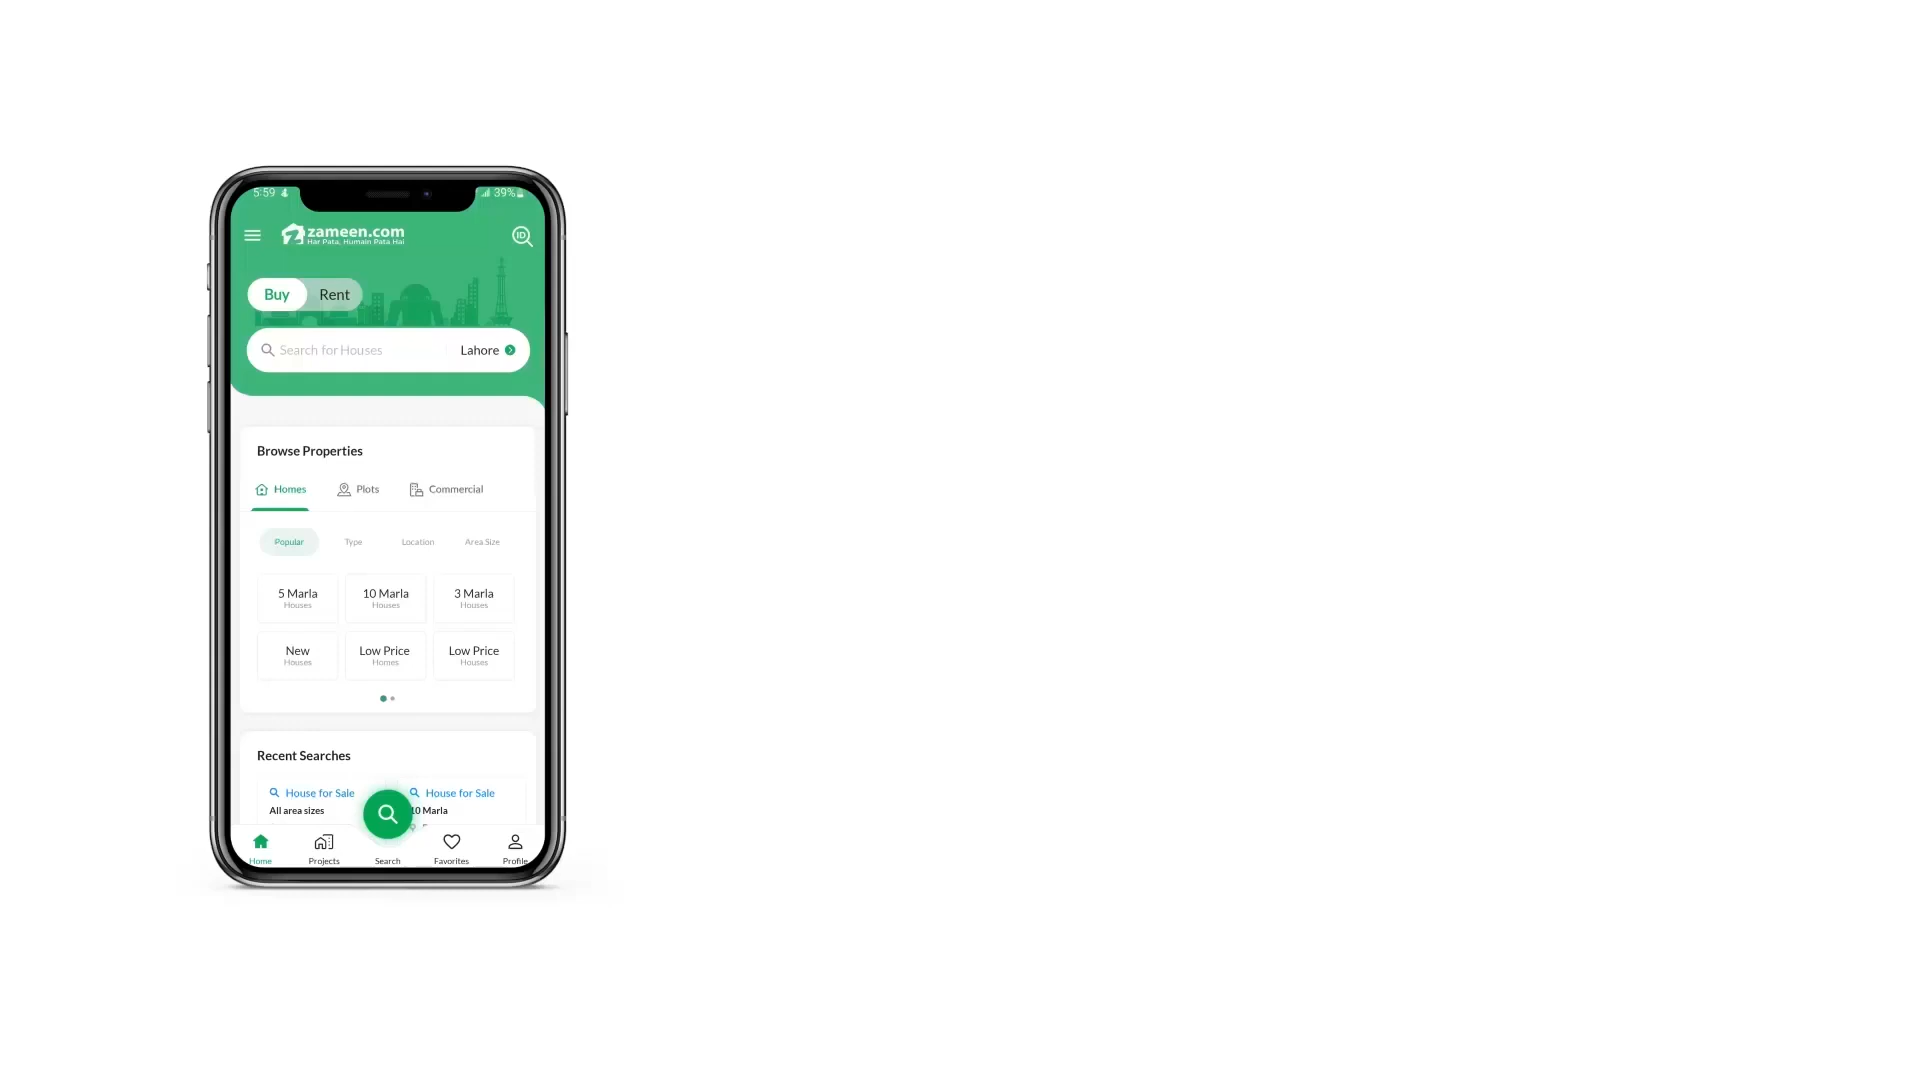 5:59
39%
zameen.com
Har Pata, Humain Pata Hai
ID
Buy Rent
Search for Houses Lahore
Browse Properties
Homes Plots Commercial
Popular Type Location Area Size
5 Marla 10 Marla 3 Marla
Houses Houses Houses
New Low Price Low Price
Houses Homes Houses
Recent Searches
House for Sale House for Sale
All area sizes 10 Marla
Home Projects Search Favorites Profile